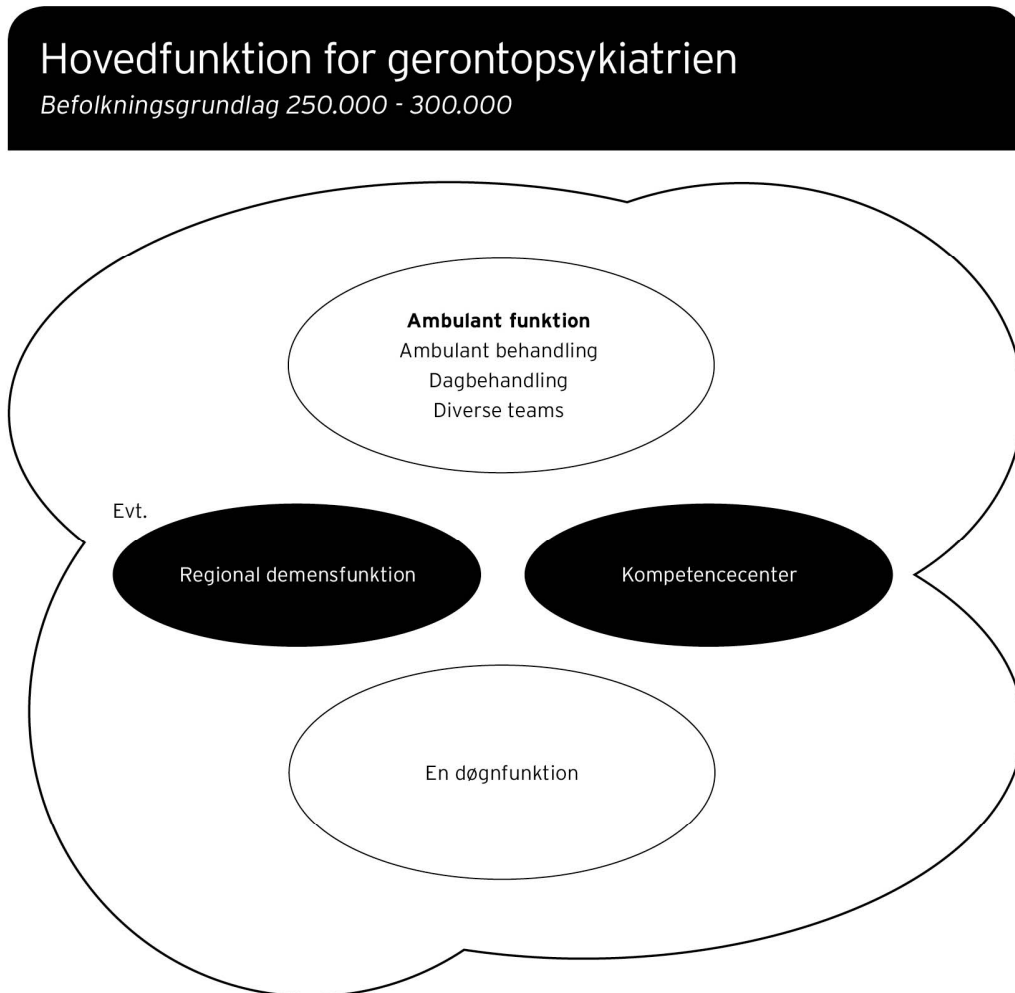 Hovedfunktion for gerontopsykiatrien
Befolkningsgrundlag 250.000 - 300.000
Ambulant funktion
Ambulant behandling
Dagbehandling
Diverse teams
Evt.
Regional demensfunktion
Kompetencecenter
En døgnfunktion